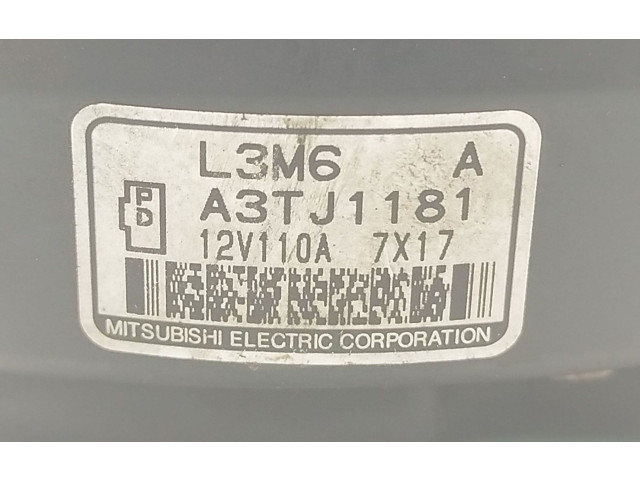 L3M6 A
P
D
A3TJ1181
12V110A 7X17
MITSUBISHI ELECTRIC CORPORATION